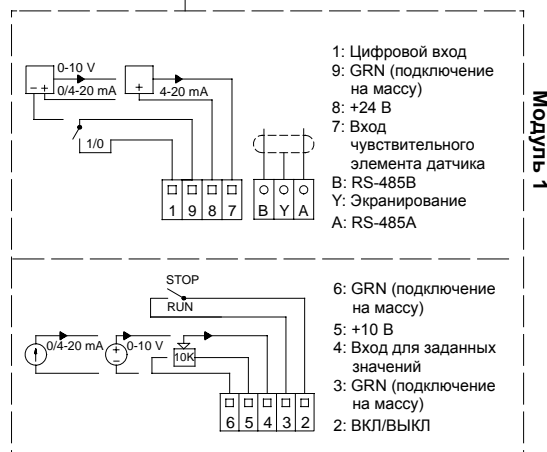 0-10 V
0/4-20 mA
4-20 mA
- +
+
1/0
1 9 8 7
B Y A
1: Цифровой вход
9: GRN (подключение
на массу)
8: +24 В
7: Вход
чувствительного
элемента датчика
B: RS-485B
Y: Экранирование
A: RS-485A
Модуль 1
STOP
RUN
0/4-20 mA
0-10 V
+
-
10K
6 5 4 3 2
6: GRN (подключение
на массу)
5: +10 В
4: Вход для заданных
значений
3: GRN (подключение
на массу)
2: ВКЛ/ВЫКЛ